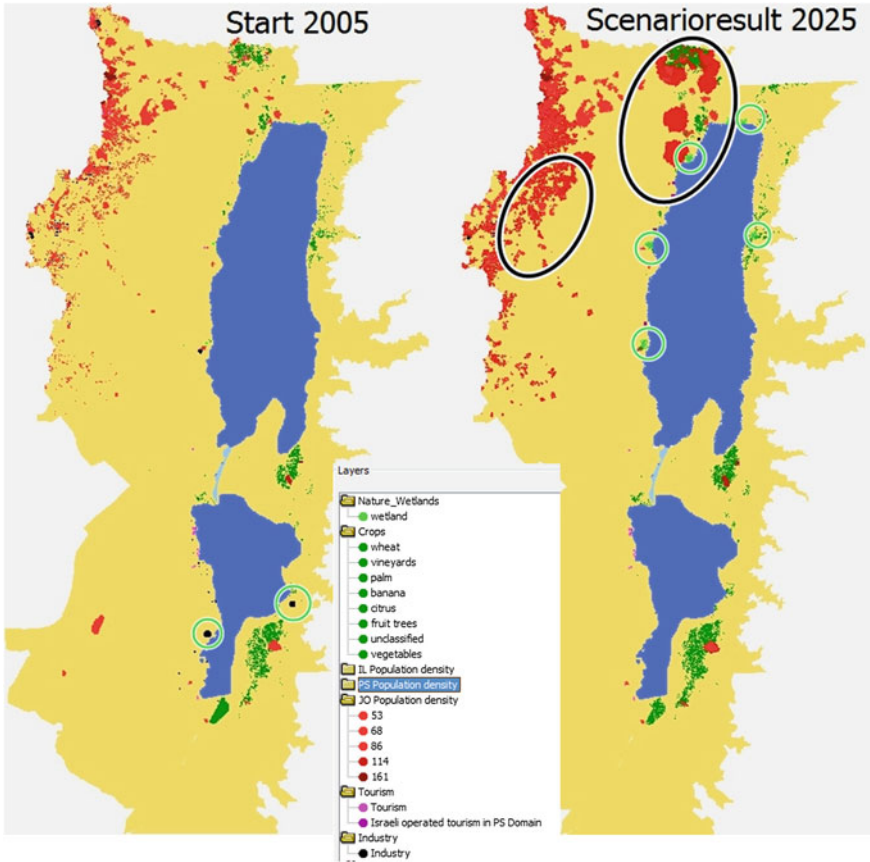 Start 2005
Scenarioresult 2025
Layers
Nature_Wetlands
wetland
Crops
wheat
vineyards
palm
banana
citrus
fruit trees
unclassified
vegetables
IL Population density
PS Population density
JO Population density
53
68
86
114
161
Tourism
Tourism
Israeli operated tourism in PS Domain
Industry
Industry